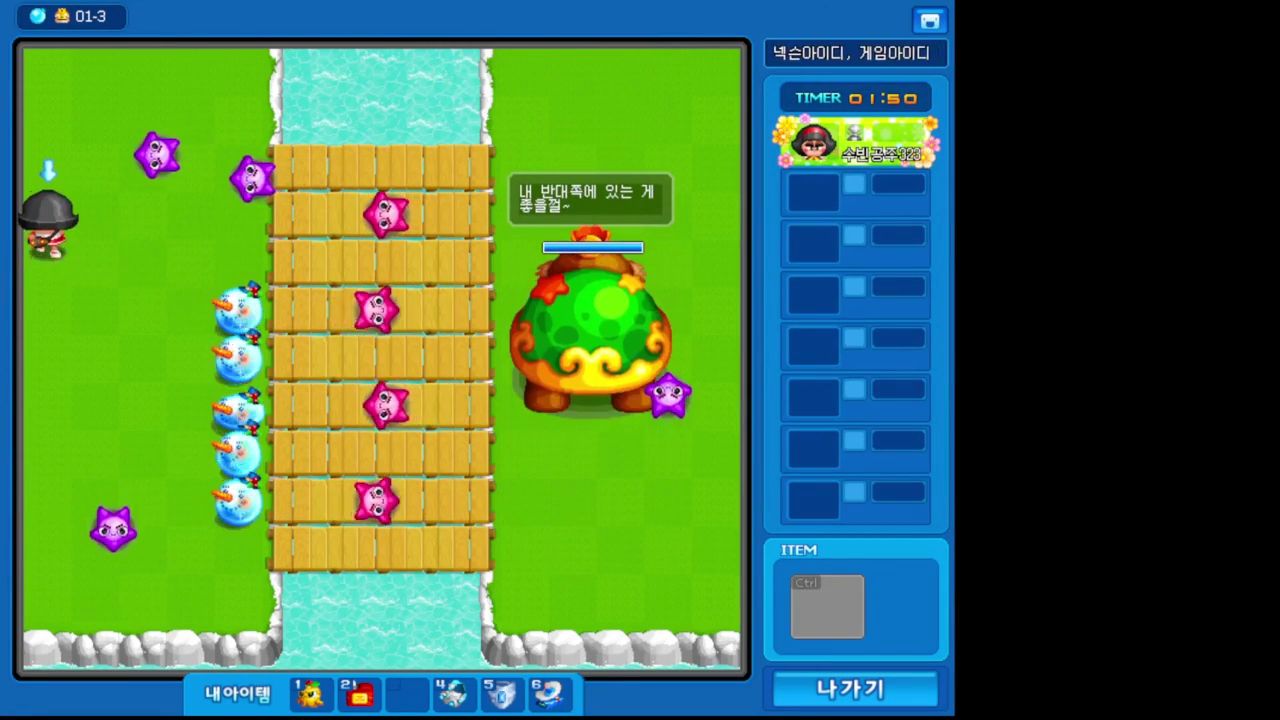 01-3
넥슨아이디, 게임아이디
TIMER 01:50
수빈공주323
내 반대쪽에 있는 게
좋을걸~
ITEM
Ctrl
내아이템
1
2
4
5
6
나가기